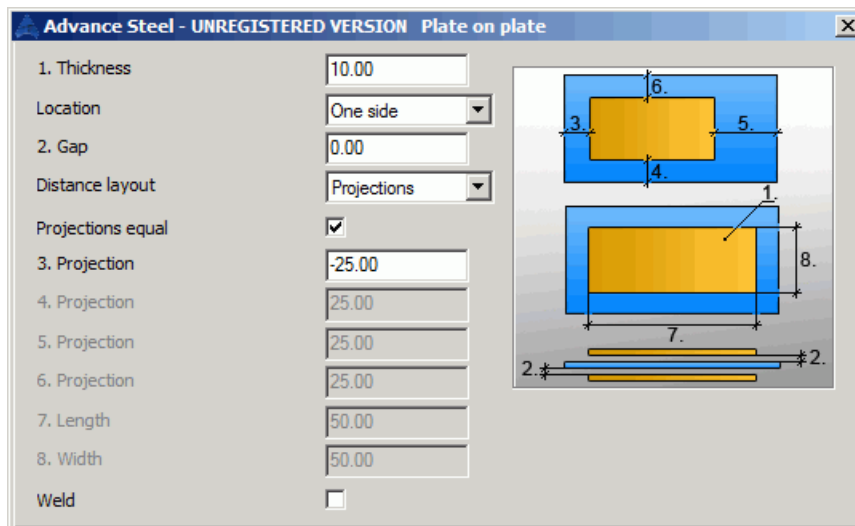 Advance Steel - UNREGISTERED VERSION Plate on plate
1. Thickness 10.00
Location One side
2. Gap 0.00
Distance layout Projections
Projections equal
3. Projection -25.00
4. Projection 25.00
5. Projection 25.00
6. Projection 25.00
7. Length 50.00
8. Width 50.00
Weld
6.
3. 5.
4.
1.
8.
7.
2. 2.